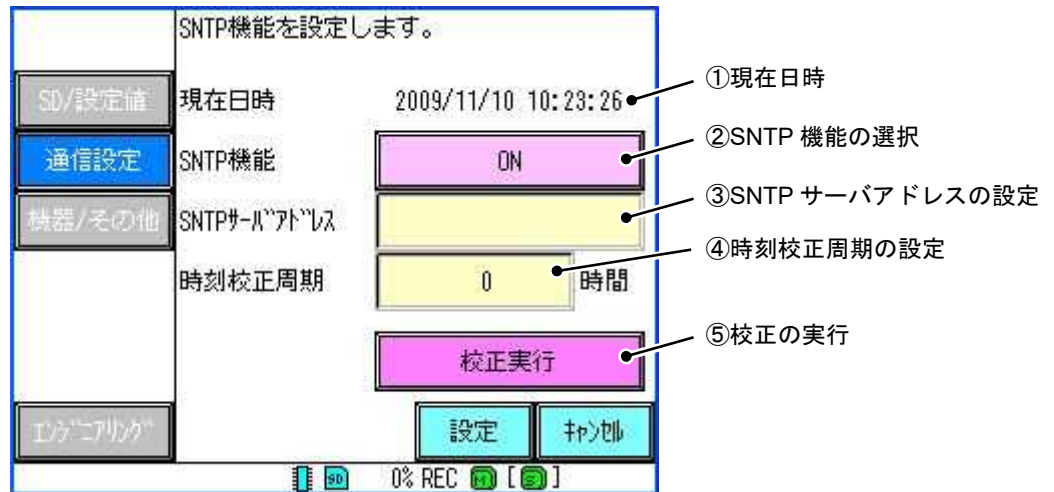 SNTP機能を設定します。
SD/設定値
現在日時 2009/11/10 10:23:26
①現在日時
通信設定
SNTP機能 ON
②SNTP 機能の選択
機器/その他
SNTPｻｰﾊﾞｱﾄﾞﾚｽ
③SNTP サーバアドレスの設定
時刻校正周期 0 時間
④時刻校正周期の設定
校正実行
⑤校正の実行
ｴﾝｼﾞﾆｱﾘﾝｸﾞ
設定 ｷｬﾝｾﾙ
SD 0% REC M [S]